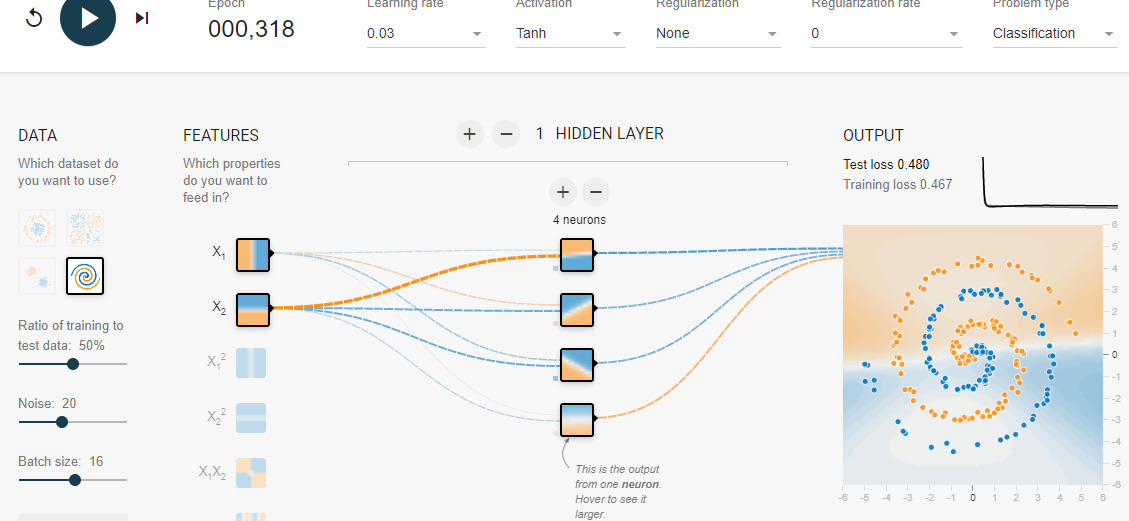 Epoch
Learning rate
Activation
Regularization
Regularization rate
Problem type
000,318
0.03
Tanh
None
0
Classification
DATA
Which dataset do
you want to use?
Ratio of training to
test data: 50%
Noise: 20
Batch size: 16
FEATURES
Which properties
do you want to
feed in?
X1
X2
X1²
X2²
X1X2
+ − 1 HIDDEN LAYER
+ −
4 neurons
This is the output
from one neuron.
Hover to see it
larger.
OUTPUT
Test loss 0.480
Training loss 0.467
6
5
4
3
2
1
0
-1
-2
-3
-4
-5
-6
-6 -5 -4 -3 -2 -1 0 1 2 3 4 5 6